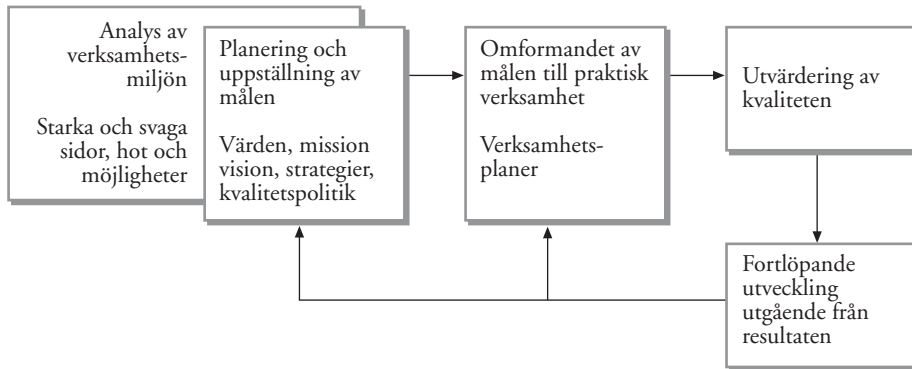 Analys av
verksamhets-
miljön
Starka och svaga
sidor, hot och
möjligheter
Planering och
uppställning av
målen
Värden, mission
vision, strategier,
kvalitetspolitik
Omformandet av
målen till praktisk
verksamhet
Verksamhets-
planer
Utvärdering av
kvaliteten
Fortlöpande
utveckling
utgående från
resultaten